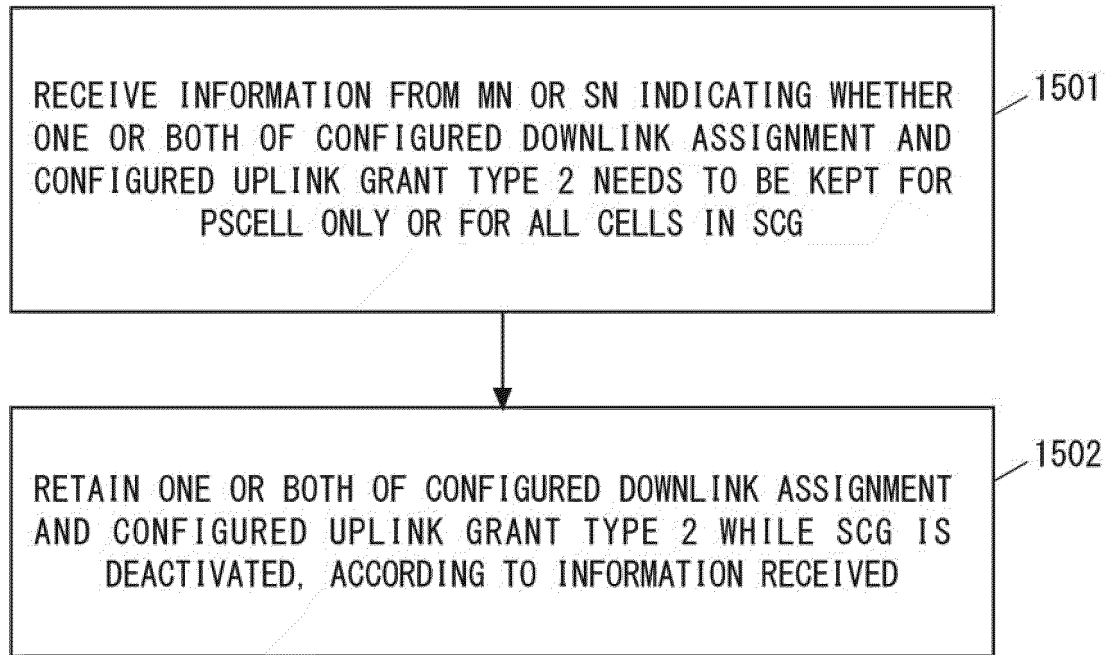 RECEIVE INFORMATION FROM MN OR SN INDICATING WHETHER
ONE OR BOTH OF CONFIGURED DOWNLINK ASSIGNMENT AND
CONFIGURED UPLINK GRANT TYPE 2 NEEDS TO BE KEPT FOR
PSCELL ONLY OR FOR ALL CELLS IN SCG
1501
RETAIN ONE OR BOTH OF CONFIGURED DOWNLINK ASSIGNMENT
AND CONFIGURED UPLINK GRANT TYPE 2 WHILE SCG IS
DEACTIVATED, ACCORDING TO INFORMATION RECEIVED
1502